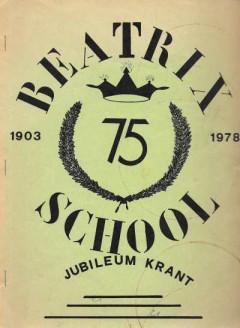 BEATRIX
1903
75
1978
SCHOOL
JUBILEUM KRANT